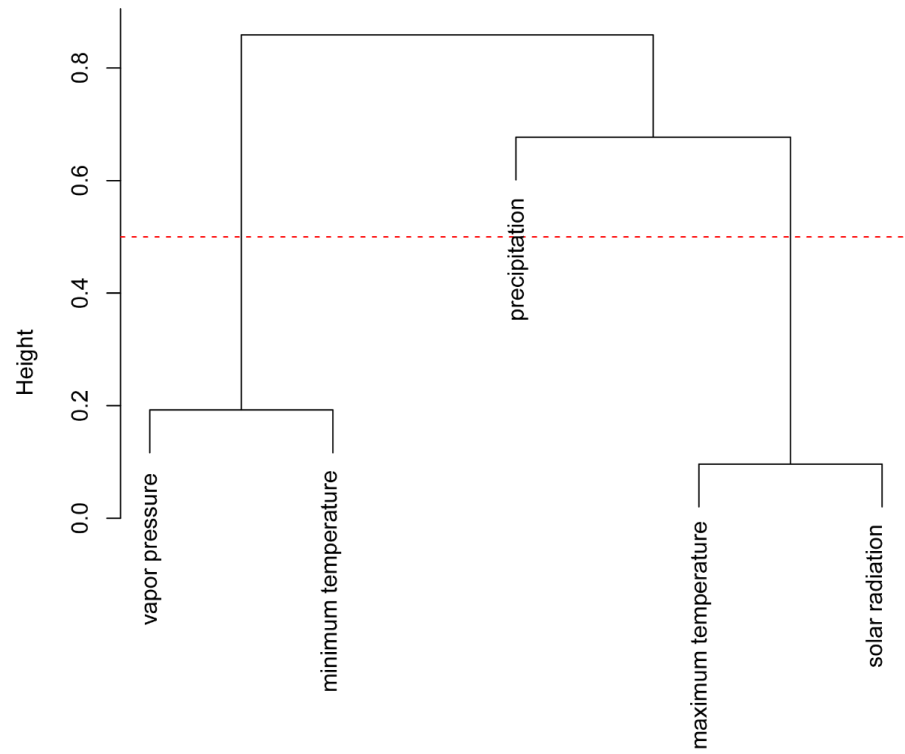 Height
0.8
0.6
0.4
0.2
0.0
vapor pressure
minimum temperature
precipitation
maximum temperature
solar radiation